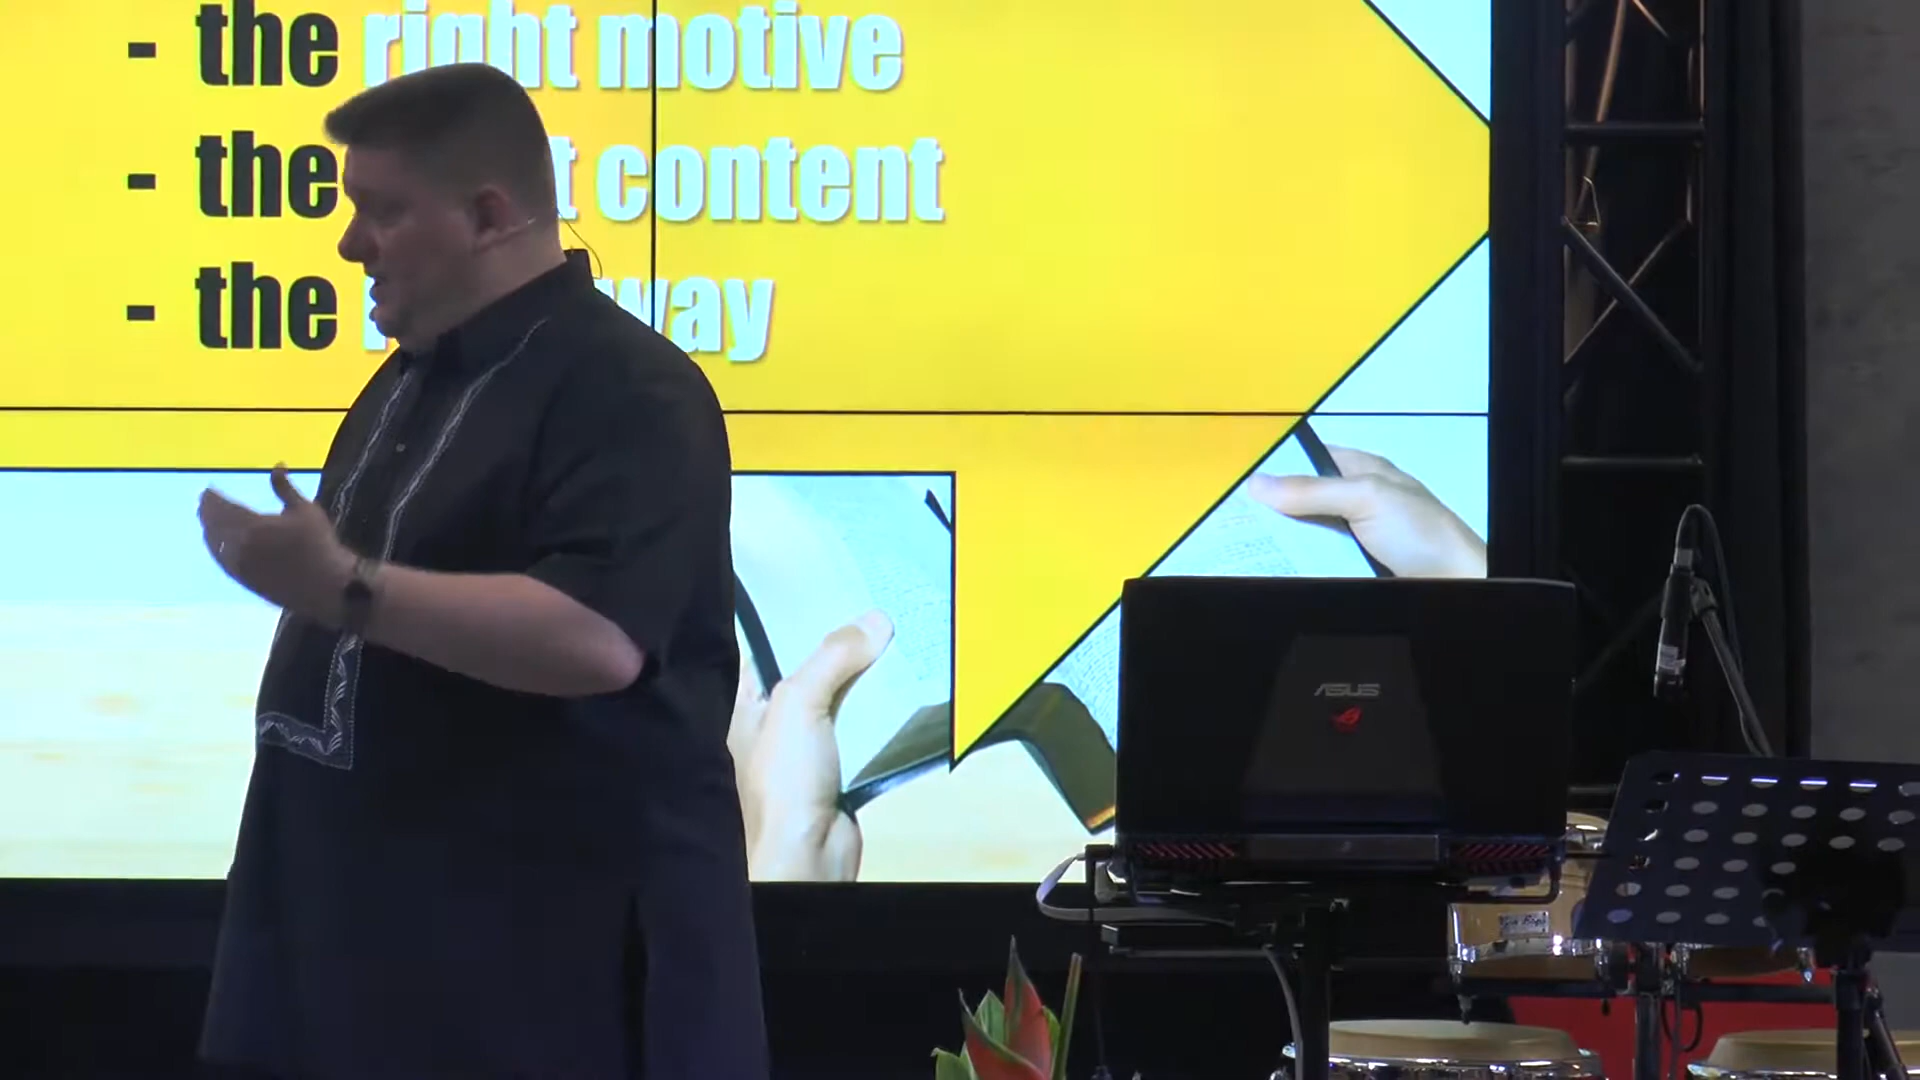 - the right motive
- the content
- the way
ASUS